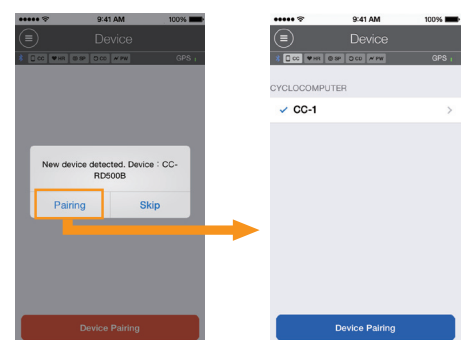 9:41 AM 100%
Device
CC HR SP CD PW GPS
New device detected. Device : CC-
RD500B
Pairing Skip
Device Pairing
9:41 AM 100%
Device
CC HR SP CD PW GPS
CYCLOCOMPUTER
CC-1
Device Pairing